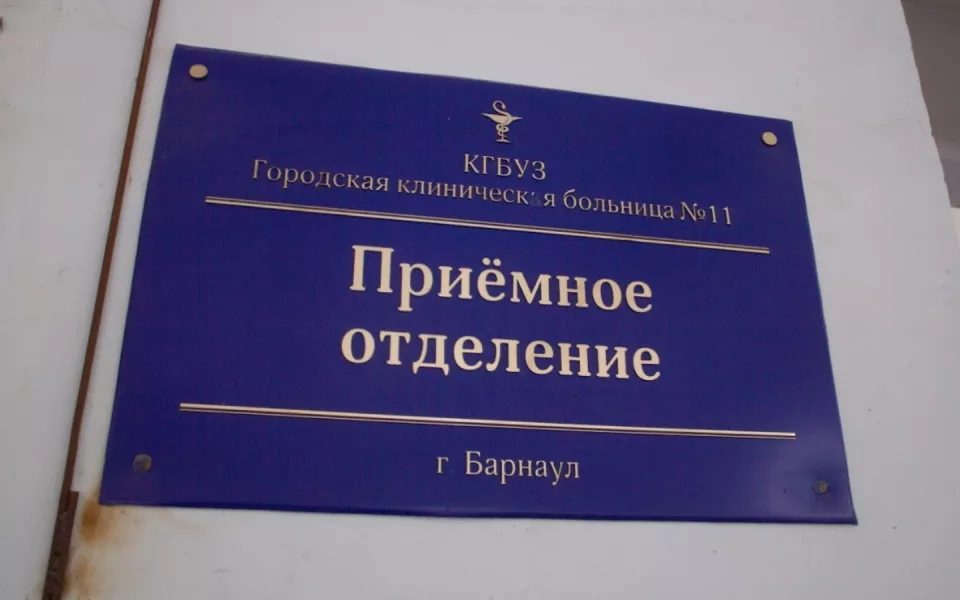 КГБУЗ
Городская клиническая больница №11
Приёмное
отделение
г Барнаул